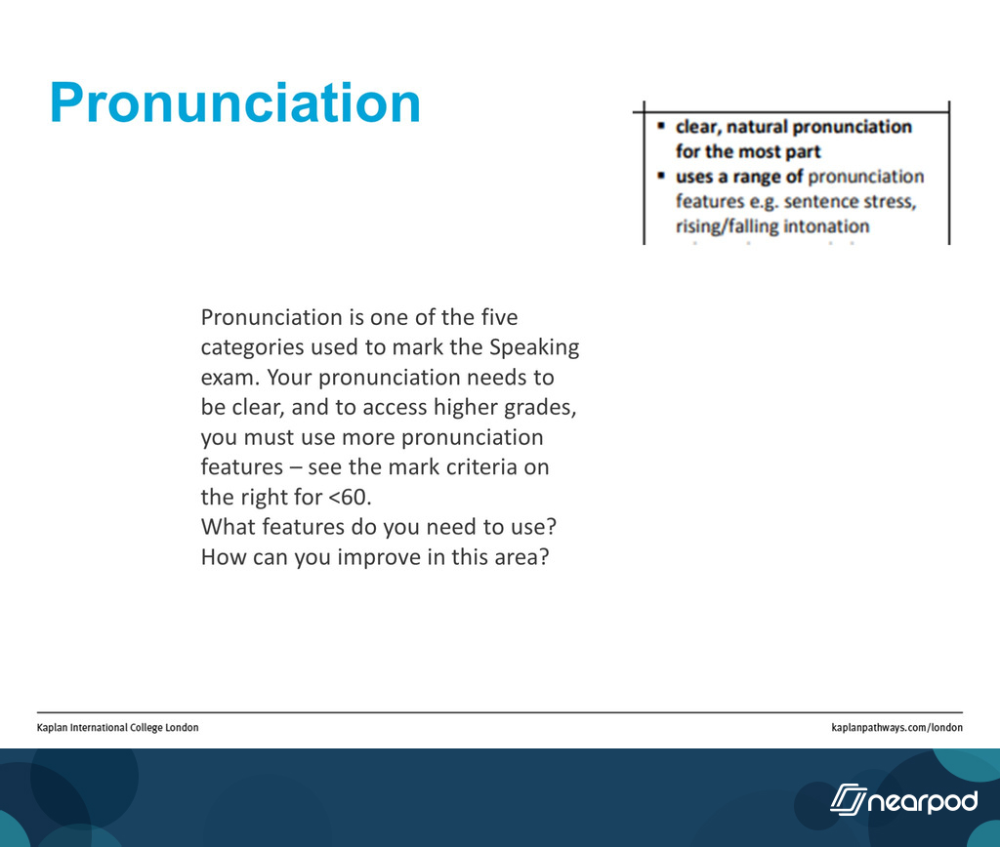 Pronunciation
▪ clear, natural pronunciation
for the most part
▪ uses a range of pronunciation
features e.g. sentence stress,
rising/falling intonation
Pronunciation is one of the five
categories used to mark the Speaking
exam. Your pronunciation needs to
be clear, and to access higher grades,
you must use more pronunciation
features – see the mark criteria on
the right for <60.
What features do you need to use?
How can you improve in this area?
Kaplan International College London
kaplanpathways.com/london
nearpod